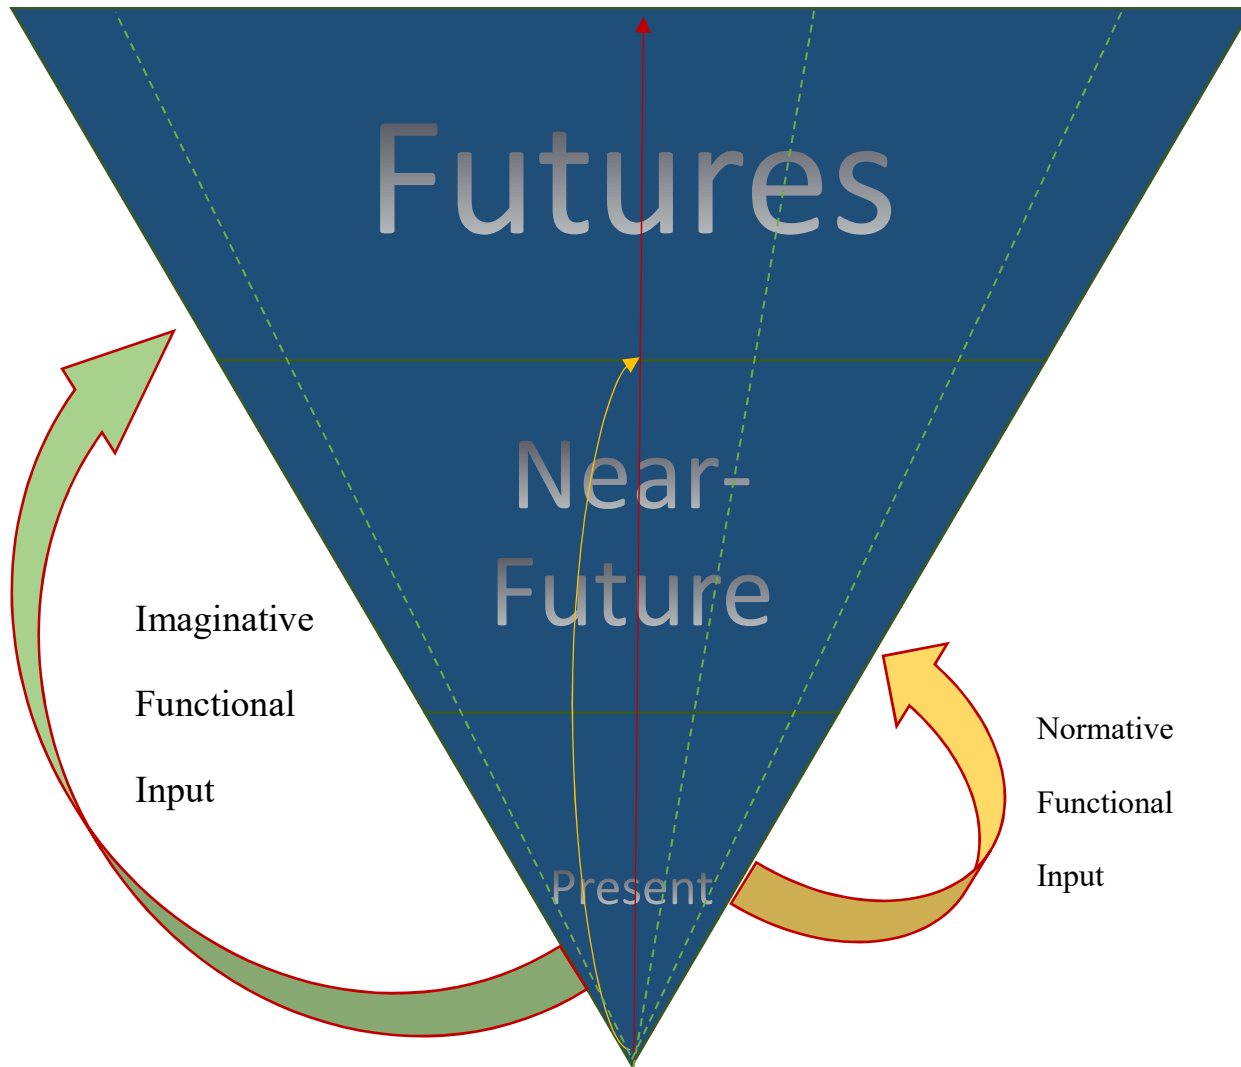 Futures
Near-
Future
Imaginative
Functional
Input
Normative
Functional
Input
Present